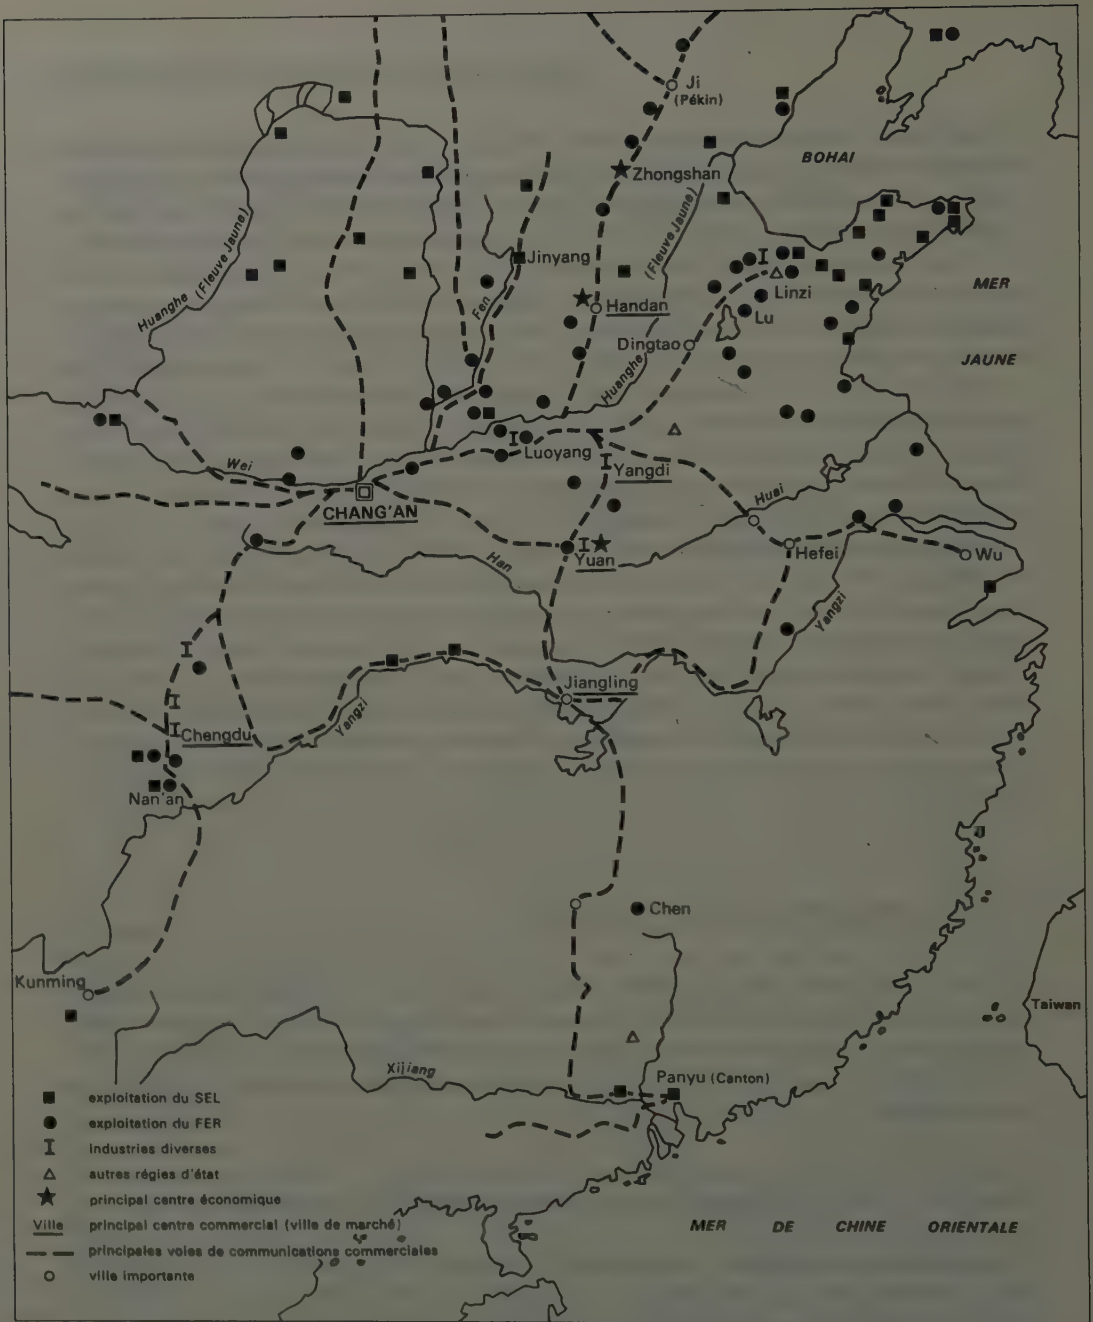 Ji
(Pékin)
BOHAI
Zhongshan
Huanghe (Fleuve Jaune)
(Fleuve Jaune)
Jinyang
MER
JAUNE
Linzi
Fen
Handan
Lu
Dingtao
Huanghe
Wei
Luoyang
Yangdi
CHANG'AN
Huai
Yuan
Hefei
Wu
Han
Yangzi
Jiangling
Yangzi
Chengdu
Nan'an
Chen
Kunming
Taiwan
Xijiang
Panyu (Canton)
exploitation du SEL
exploitation du FER
I Industries diverses
autres régies d'état
principal centre économique
Ville principal centre commercial (ville de marché)
principales voies de communications commerciales
ville importante
MER DE CHINE ORIENTALE